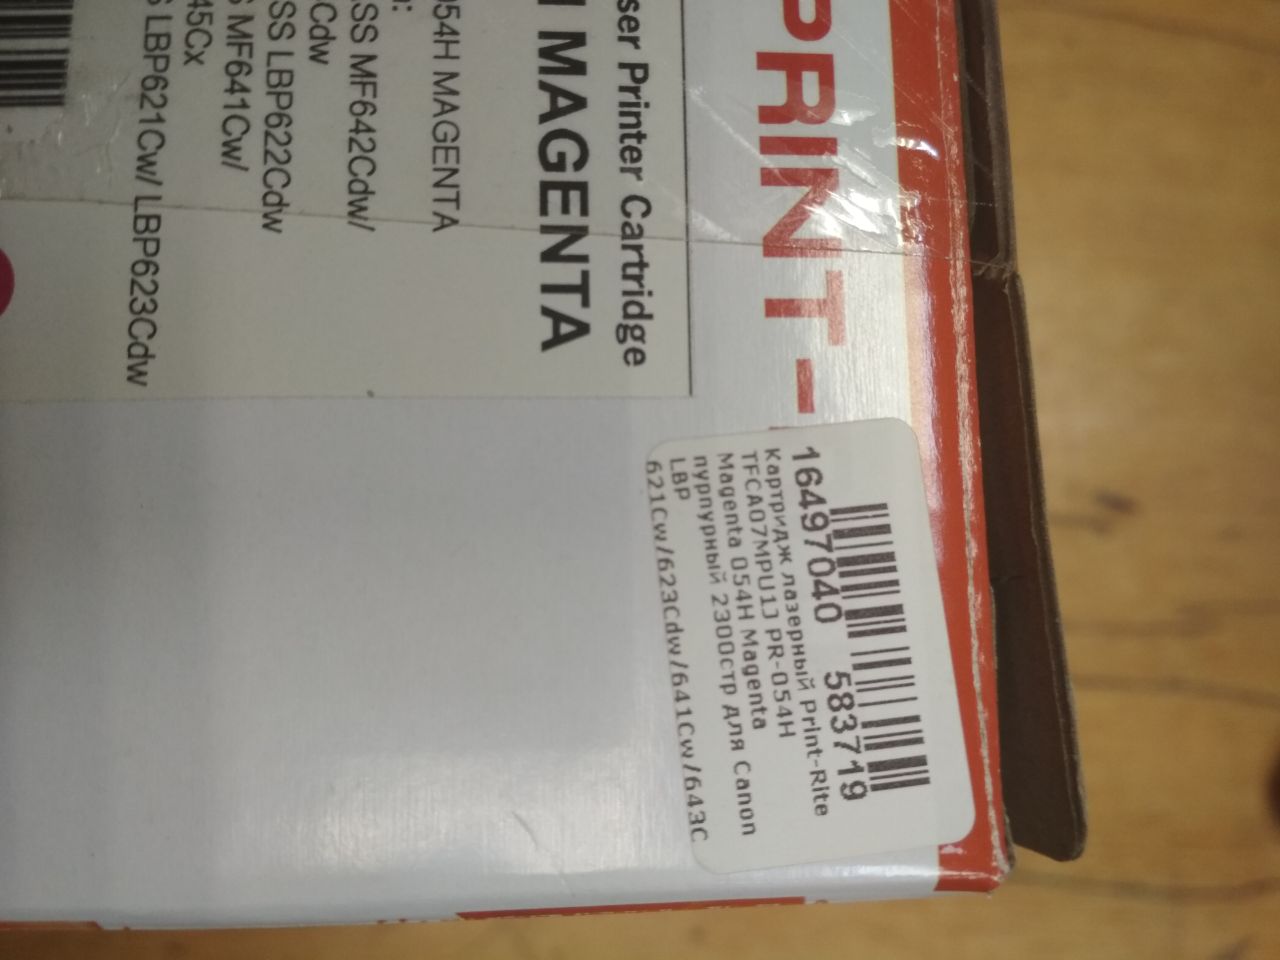 PRINT-
ser Printer Cartridge
MAGENTA
054H MAGENTA
SS MF642Cdw/
Cdw
SS LBP622Cdw
MF641Cw/
45Cx
LBP621Cw/ LBP623Cdw
16497040 583719
Картридж лазерный Print-Rite
TFCA07MPU1J PR-054H
Magenta 054H Magenta
пурпурный 2300стр для Canon
LBP
621Cw/623Cdw/641Cw/643C